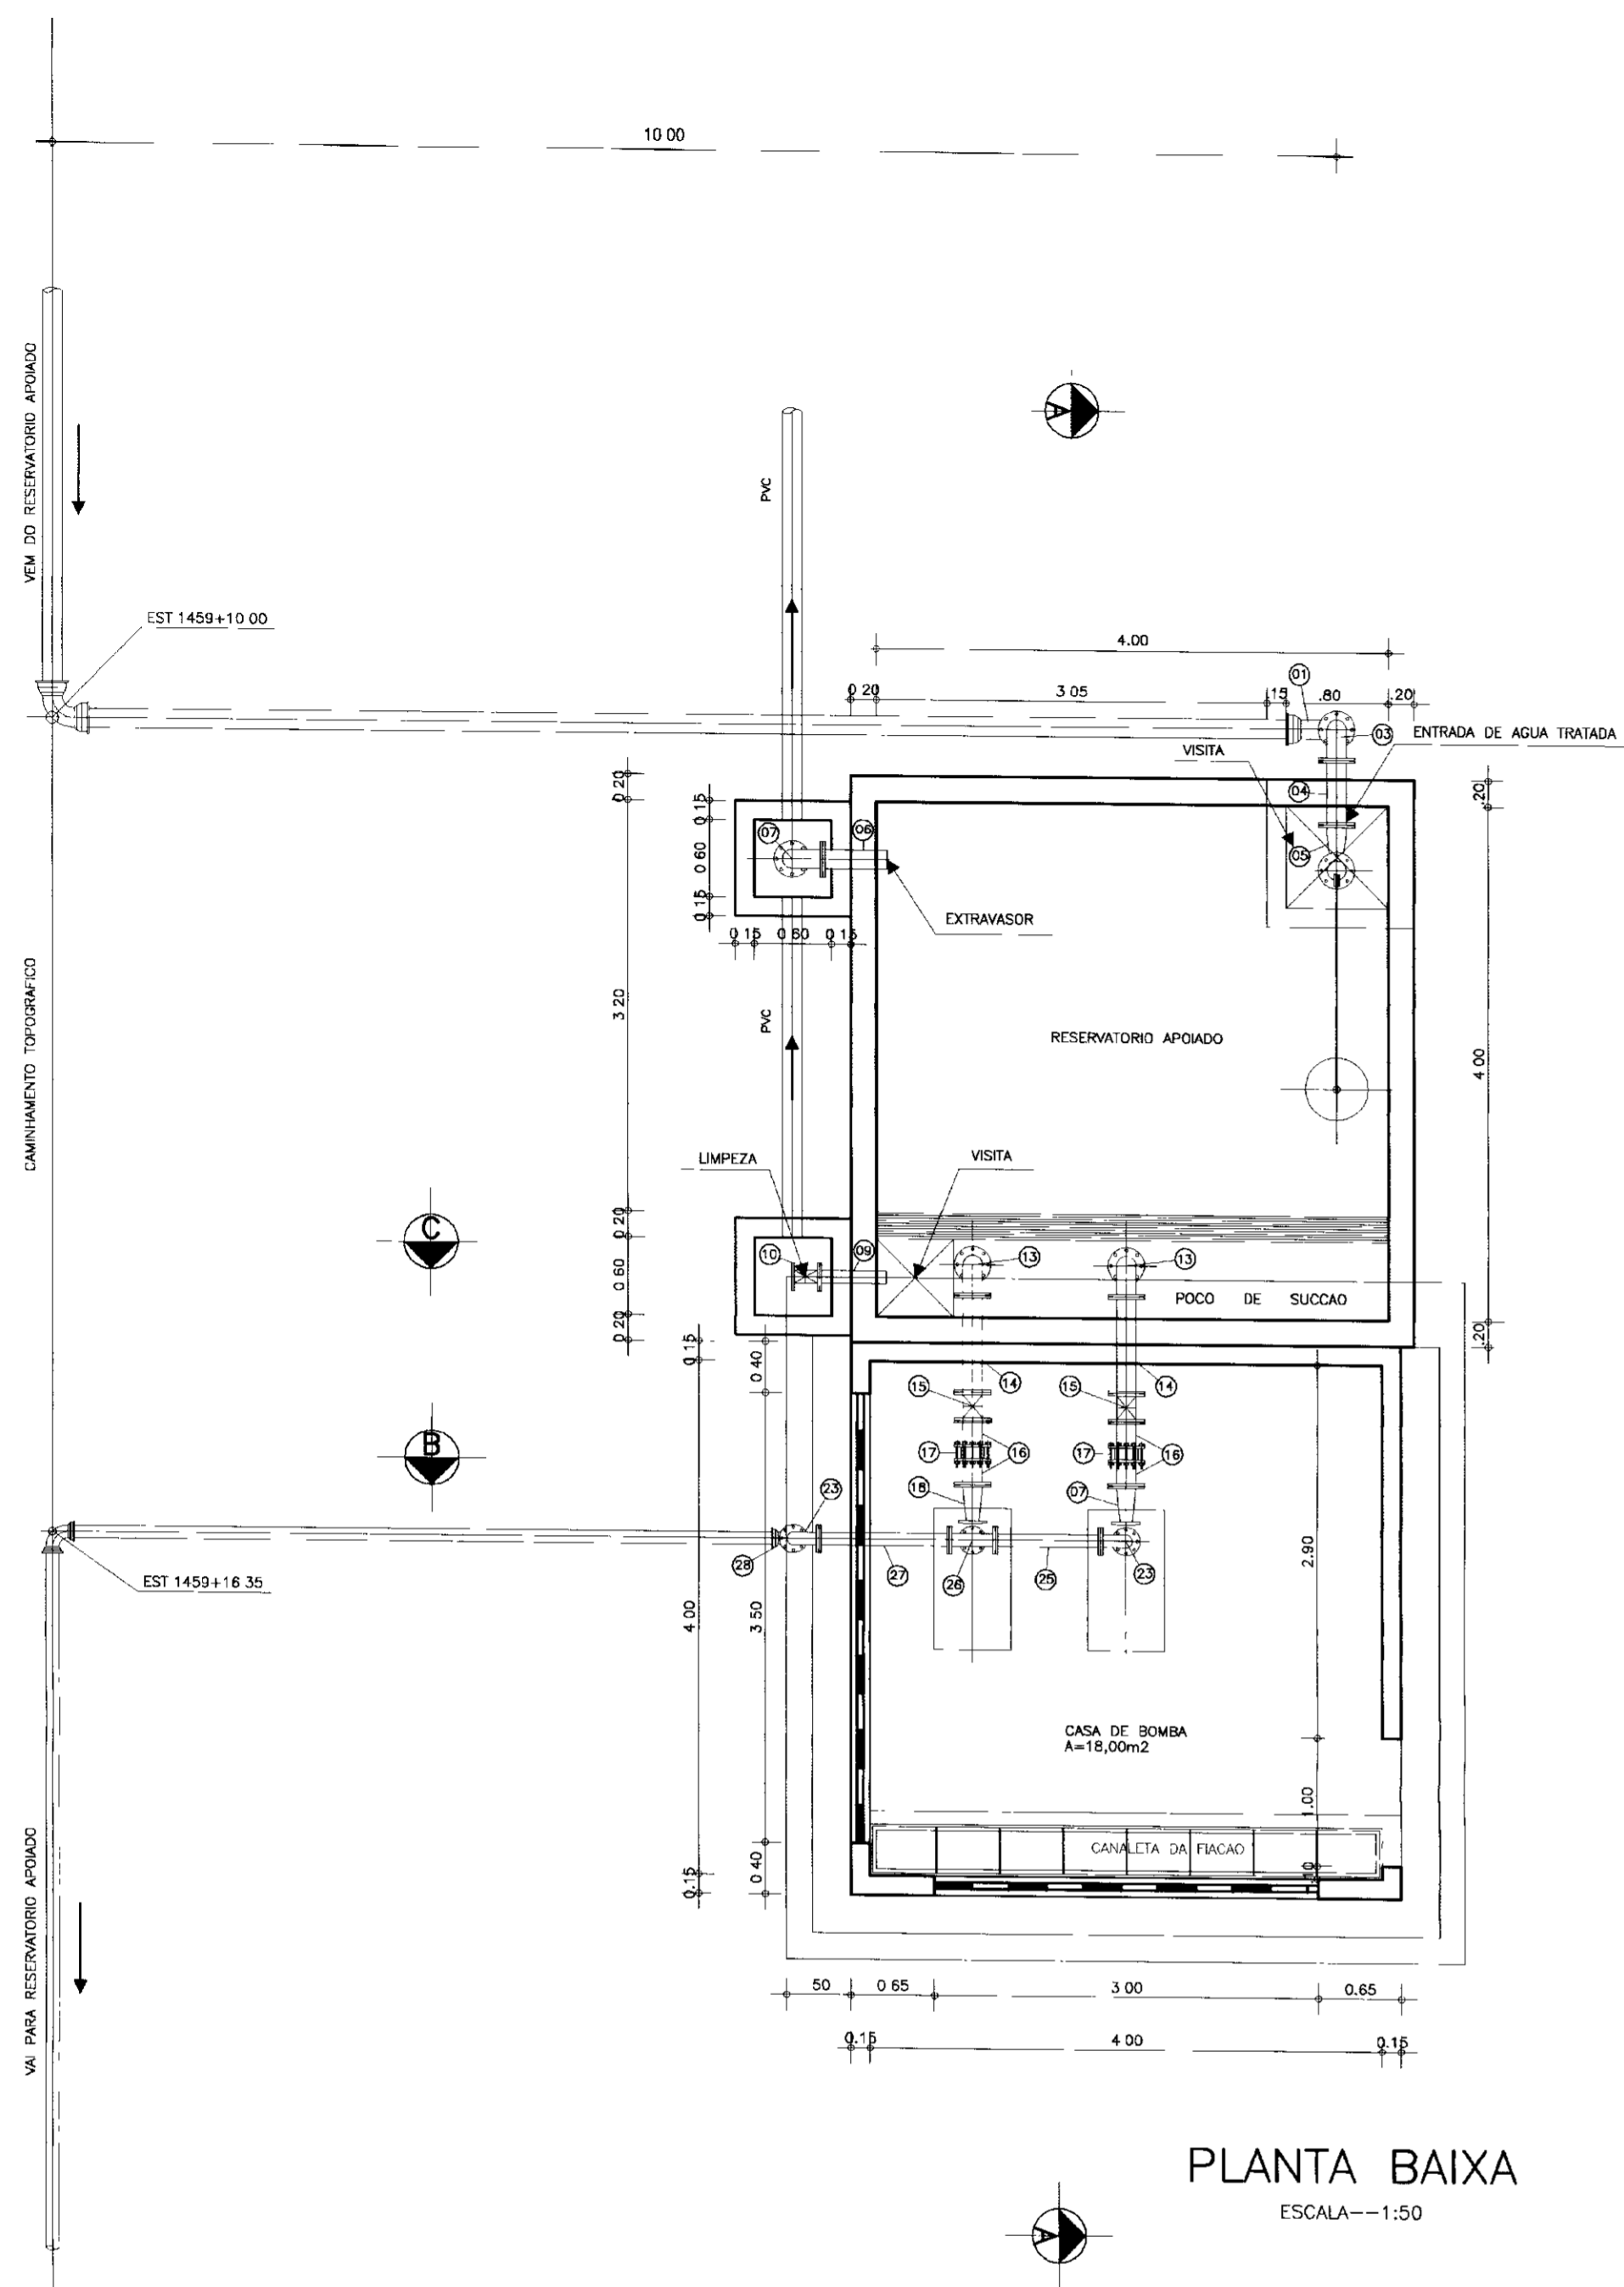 10 00
VEM DO RESERVATORIO APOIADO
A
PVC
EST 1459+10 00
4.00
0 20
3 05
.15
.80
.20
01
03
ENTRADA DE AGUA TRATADA
VISITA
04
05
0 20
0 15
0 60
0 15
07
06
EXTRAVASOR
0 15
0 60
0 15
.20
CAMINHAMENTO TOPOGRAFICO
3 20
PVC
RESERVATORIO APOIADO
4 00
LIMPEZA
VISITA
C
0 20
0 60
0 20
10
09
13
13
POCO DE SUCCAO
.20
0 15
0 40
14
14
15
15
B
17
16
17
16
18
07
23
28
27
26
25
23
2.90
EST 1459+16 35
4 00
3 50
CASA DE BOMBA
A=18,00m2
1.00
CANALETA DA FIACAO
.10
0 40
0.15
VAI PARA RESERVATORIO APOIADO
50
0 65
3 00
0.65
0.15
4 00
0.15
PLANTA BAIXA
ESCALA--1:50
A